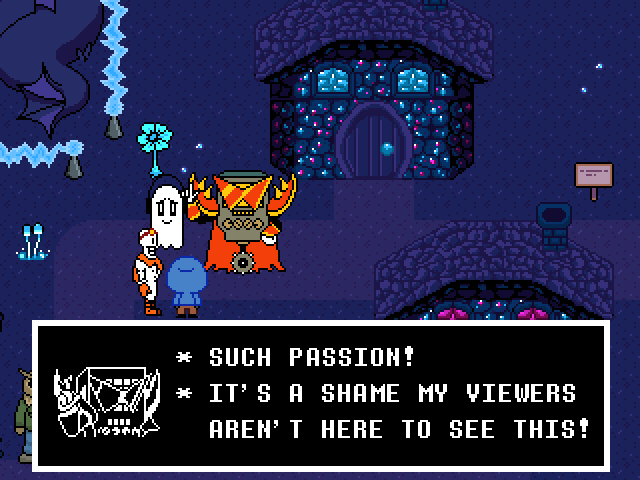 * SUCH PASSION!
* IT'S A SHAME MY VIEWERS
AREN'T HERE TO SEE THIS!